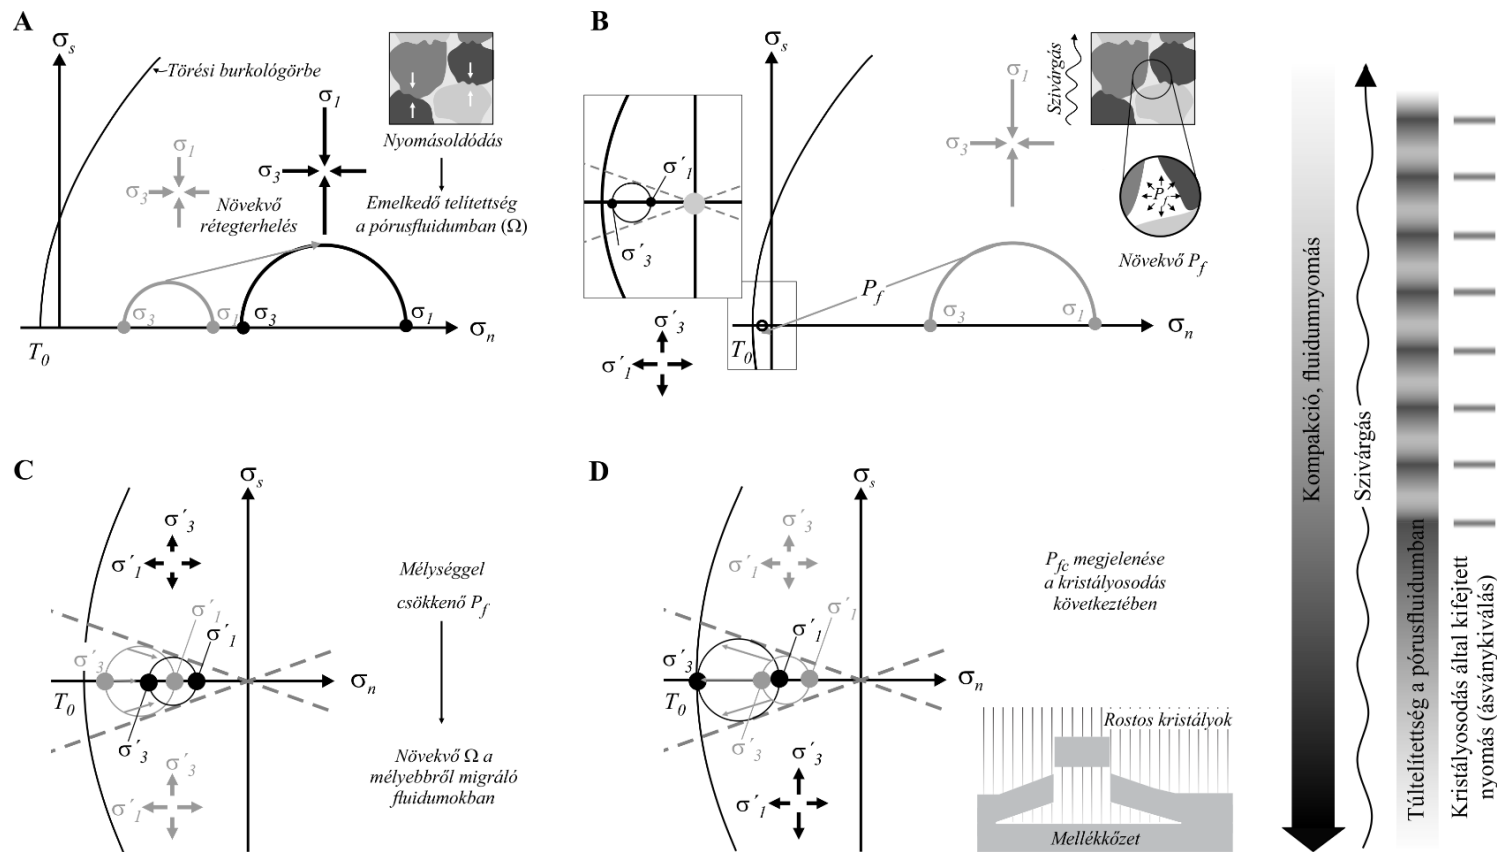 A
σs
Törési burkológörbe
σ1
σ3
σ1
σ3
Növekvő
rétegterhelés
Nyomásoldódás
Emelkedő telítettség
a pórusfluidumban (Ω)
σ3
σ1
σ3
σ1
σn
T0
B
σs
σ´1
σ´3
σ1
σ3
Szivárgás
Pf
Növekvő Pf
Pf
σ3
σ1
σn
T0
σ´3
σ´1
C
σs
σ´3
σ´1
σ´1
σ´1
σ´3
σn
T0
σ´3
σ´3
σ´1
Mélységgel
csökkenő Pf
Növekvő Ω a
mélyebbről migráló
fluidumokban
D
σs
σ´3
σ´1
σ´1
σ´1
σ´3
σn
T0
σ´3
σ´3
σ´1
Pfc megjelenése
a kristályosodás
következtében
Rostos kristályok
Mellékkőzet
Kompakció, fluidumnyomás
Szivárgás
Túltelítettség a pórusfluidumban
Kristályosodás által kifejtett
nyomás (ásványkiválás)